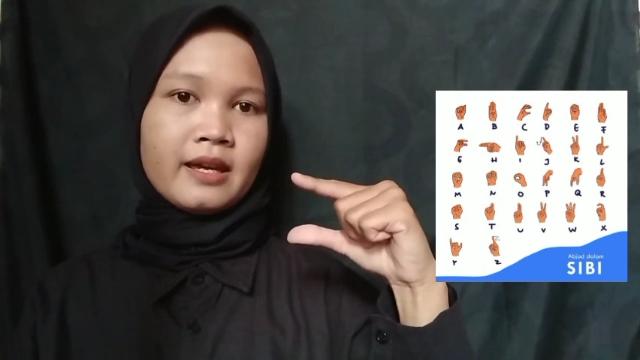 A B C D E F
G H I J K L
M N O P Q R
S T U V W X
Y Z
Abjad dalam
SIBI